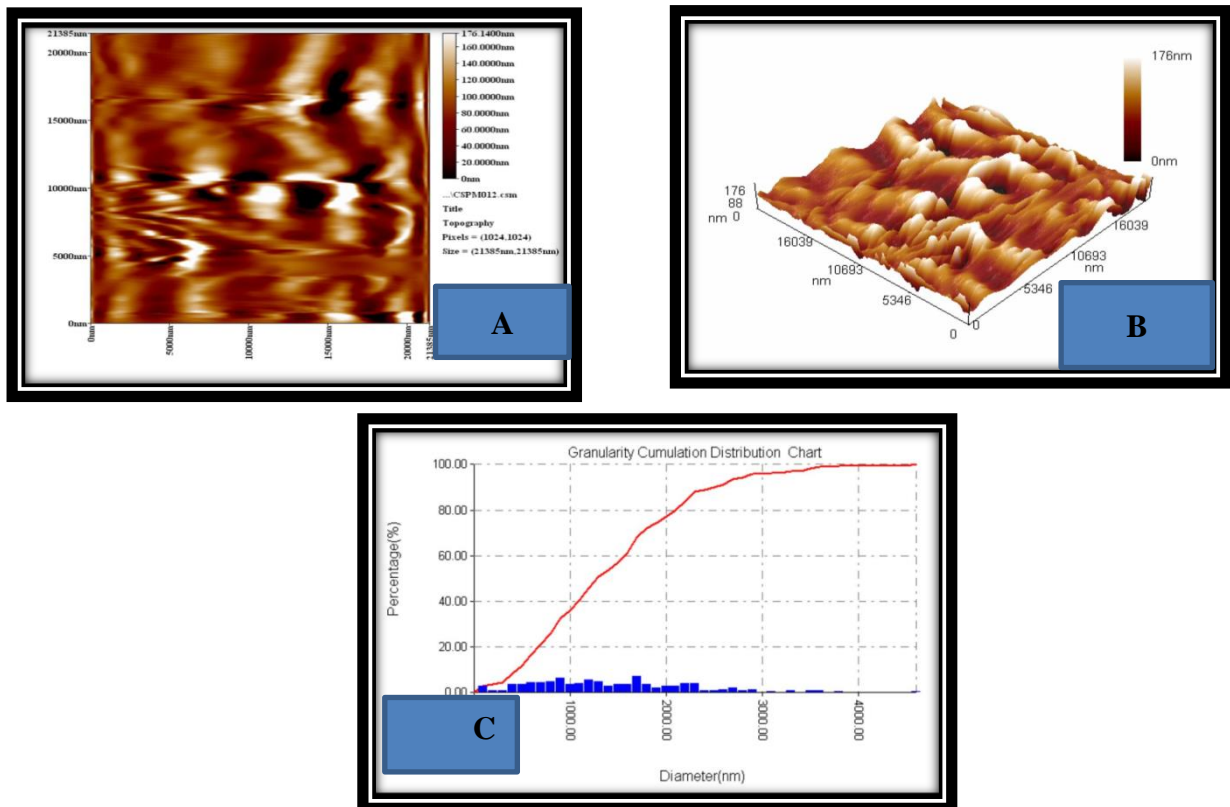 21385nm
20000nm
15000nm
10000nm
5000nm
0nm
0nm
5000nm
10000nm
15000nm
20000nm
21385nm
176.1400nm
160.0000nm
140.0000nm
120.0000nm
100.0000nm
80.0000nm
60.0000nm
40.0000nm
20.0000nm
0nm
...\CSPM012.csm
Title
Topography
Pixels = (1024,1024)
Size = (21385nm,21385nm)
A
176nm
0nm
176
88
nm 0
16039
10693
nm
5346
0
0
5346
10693
nm
16039
B
Granularity Cumulation Distribution Chart
Percentage(%)
100.00
80.00
60.00
40.00
20.00
0.00
1000.00
2000.00
3000.00
4000.00
Diameter(nm)
C